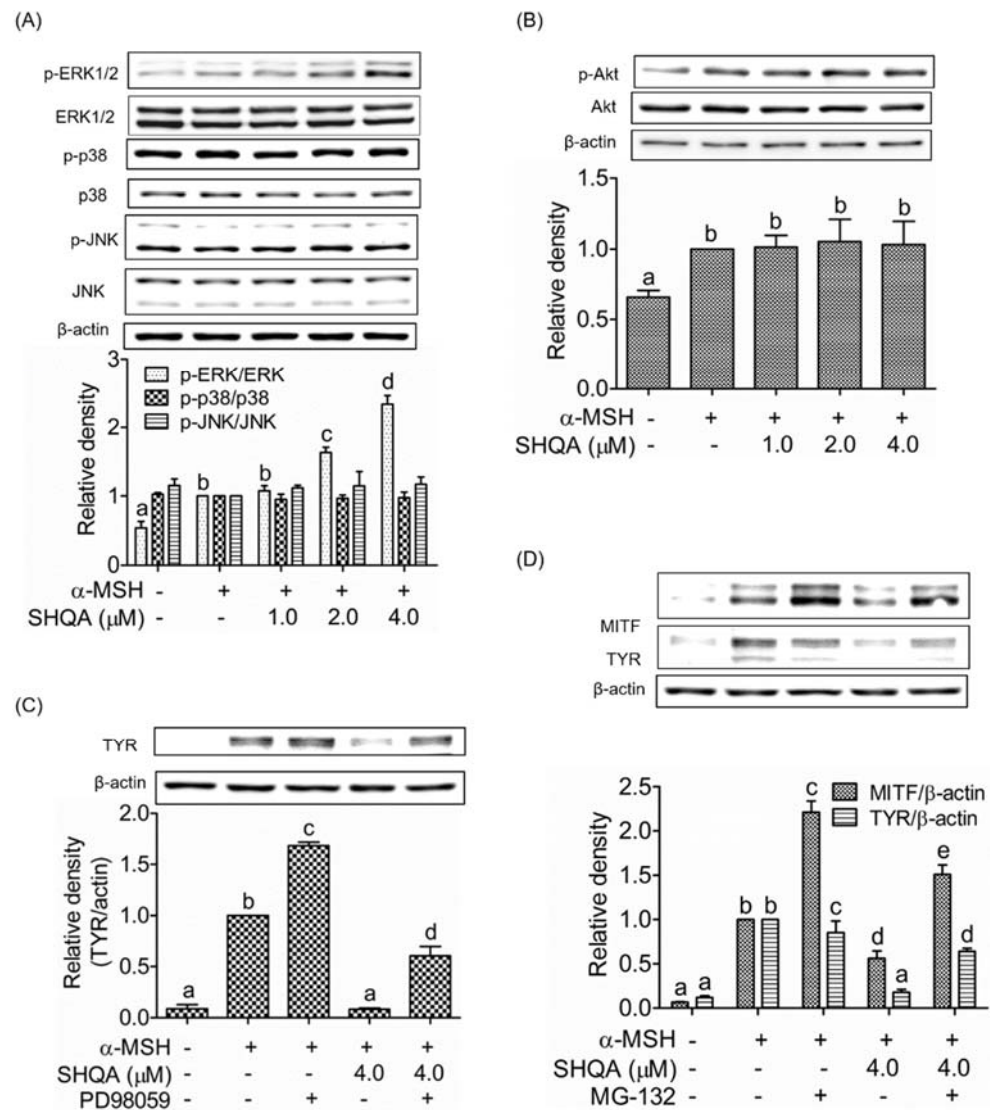 (A)
p-ERK1/2
ERK1/2
p-p38
p38
p-JNK
JNK
β-actin
Relative density
3
2
1
0
p-ERK/ERK
p-p38/p38
p-JNK/JNK
a
b
b
c
d
α-MSH - + + + +
SHQA (μM) - - 1.0 2.0 4.0
(B)
p-Akt
Akt
β-actin
Relative density
1.5
1.0
0.5
0.0
a
b
b
b
b
α-MSH - + + + +
SHQA (μM) - - 1.0 2.0 4.0
(C)
TYR
β-actin
Relative density
(TYR/actin)
2.0
1.5
1.0
0.5
0.0
a
b
c
a
d
α-MSH - + + + +
SHQA (μM) - - - 4.0 4.0
PD98059 - - + - +
(D)
MITF
TYR
β-actin
Relative density
2.5
2.0
1.5
1.0
0.5
0.0
MITF/β-actin
TYR/β-actin
a a
b b
c c
d a
e d
α-MSH - + + + +
SHQA (μM) - - - 4.0 4.0
MG-132 - - + - +